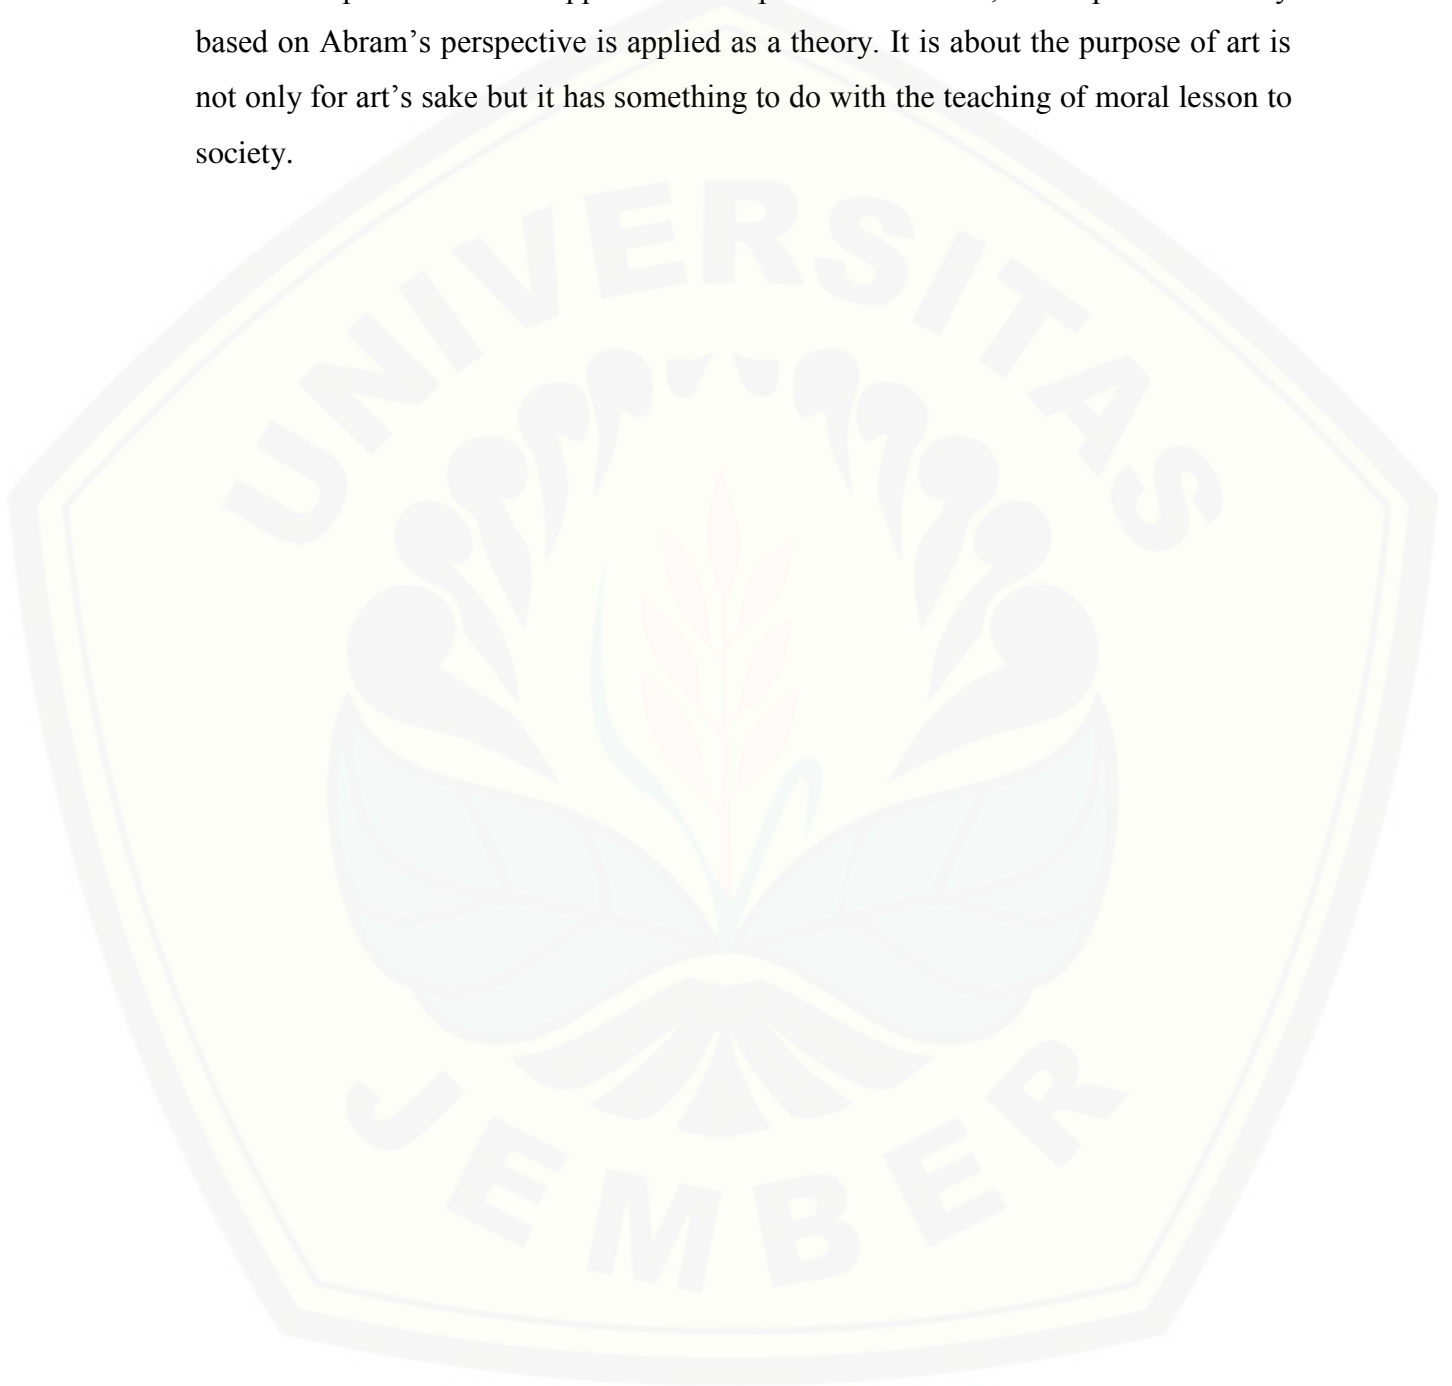 based on Abram’s perspective is applied as a theory. It is about the purpose of art is
not only for art’s sake but it has something to do with the teaching of moral lesson to
society.
UNIVERSITAS
JEMBER